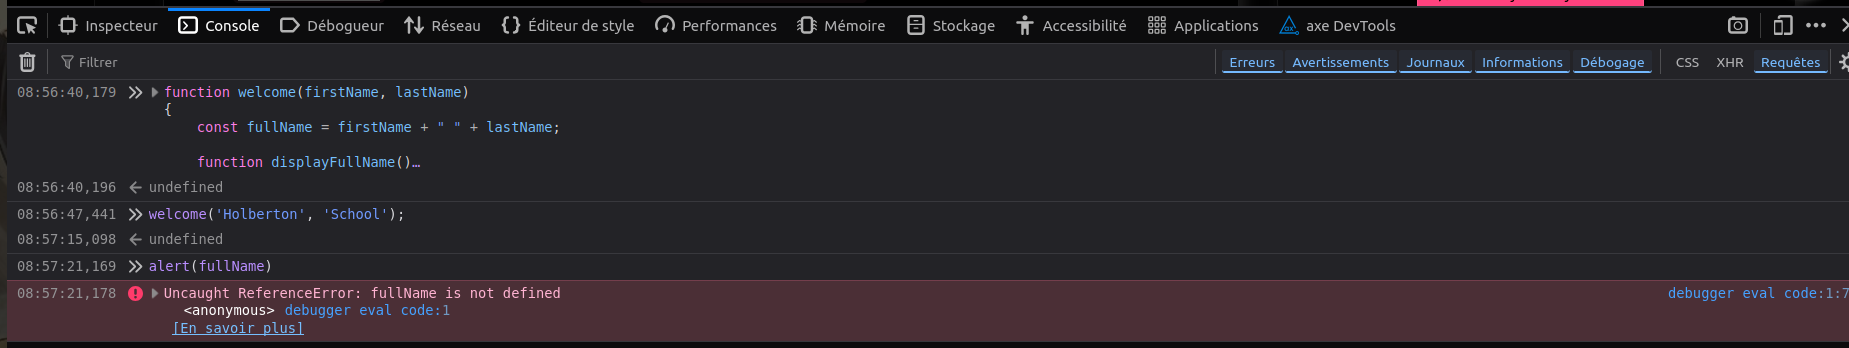 Inspecteur Console Débogueur Réseau Éditeur de style Performances Mémoire Stockage Accessibilité Applications axe DevTools
Filtrer Erreurs Avertissements Journaux Informations Débogage CSS XHR Requêtes
08:56:40,179 function welcome(firstName, lastName)
{
const fullName = firstName + " " + lastName;
function displayFullName()…
08:56:40,196 undefined
08:56:47,441 welcome('Holberton', 'School');
08:57:15,098 undefined
08:57:21,169 alert(fullName)
08:57:21,178 Uncaught ReferenceError: fullName is not defined debugger eval code:1:7
<anonymous> debugger eval code:1
[En savoir plus]